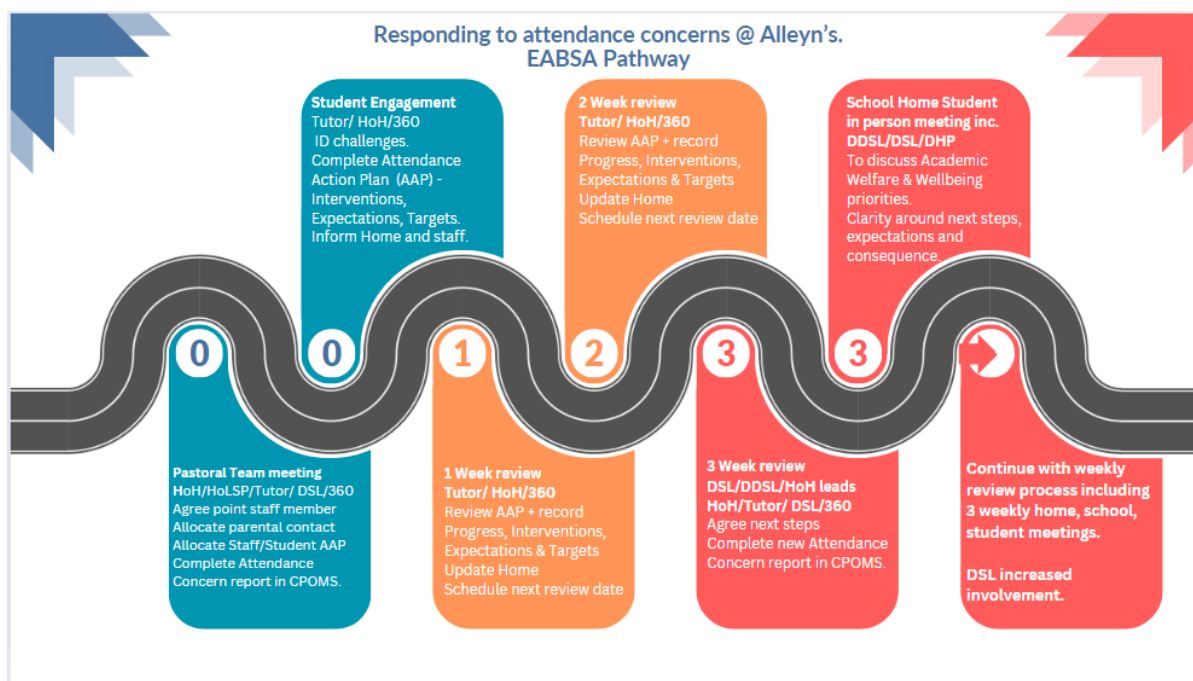 Responding to attendance concerns @ Alleyn's.
EABSA Pathway
Student Engagement
Tutor/ HoH/360
ID challenges.
Complete Attendance
Action Plan (AAP) -
Interventions,
Expectations, Targets.
Inform Home and staff.
2 Week review
Tutor/ HoH/360
Review AAP + record
Progress, Interventions,
Expectations & Targets
Update Home
Schedule next review date
School Home Student
in person meeting inc.
DDSL/DSL/DHP
To discuss Academic
Welfare & Wellbeing
priorities.
Clarity around next steps,
expectations and
consequence.
0
0
1
2
3
3
Pastoral Team meeting
HoH/HoLSP/Tutor/ DSL/360
Agree point staff member
Allocate parental contact
Allocate Staff/Student AAP
Complete Attendance
Concern report in CPOMS.
1 Week review
Tutor/ HoH/360
Review AAP + record
Progress, Interventions,
Expectations & Targets
Update Home
Schedule next review date
3 Week review
DSL/DDSL/HoH leads
HoH/Tutor/ DSL/360
Agree next steps
Complete new Attendance
Concern report in CPOMS.
Continue with weekly
review process including
3 weekly home, school,
student meetings.
DSL increased
involvement.